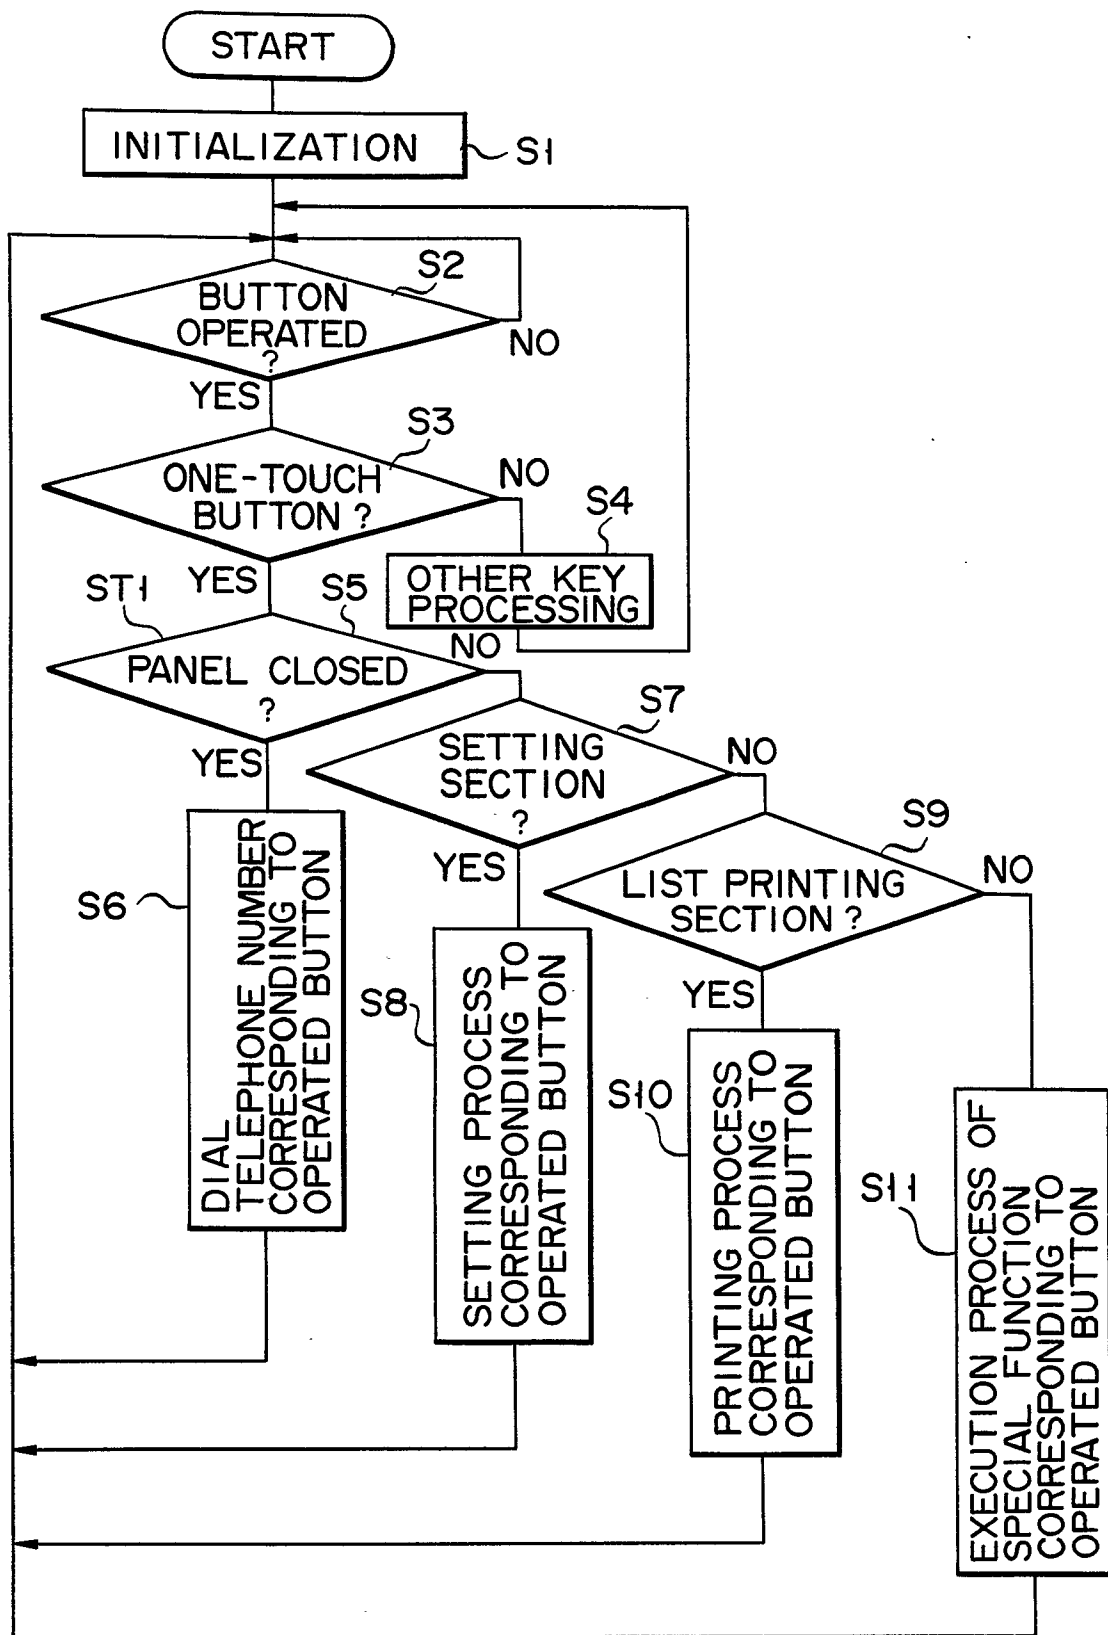 START
INITIALIZATION
S1
S2
BUTTON
OPERATED
?
NO
YES
S3
ONE-TOUCH
BUTTON ?
NO
YES
S4
OTHER KEY
PROCESSING
ST1
S5
PANEL CLOSED
?
NO
YES
S6
DIAL
TELEPHONE NUMBER
CORRESPONDING TO
OPERATED BUTTON
S7
SETTING
SECTION
?
NO
YES
S8
SETTING PROCESS
CORRESPONDING TO
OPERATED BUTTON
S9
LIST PRINTING
SECTION ?
NO
YES
S10
PRINTING PROCESS
CORRESPONDING TO
OPERATED BUTTON
S11
EXECUTION PROCESS OF
SPECIAL FUNCTION
CORRESPONDING TO
OPERATED BUTTON